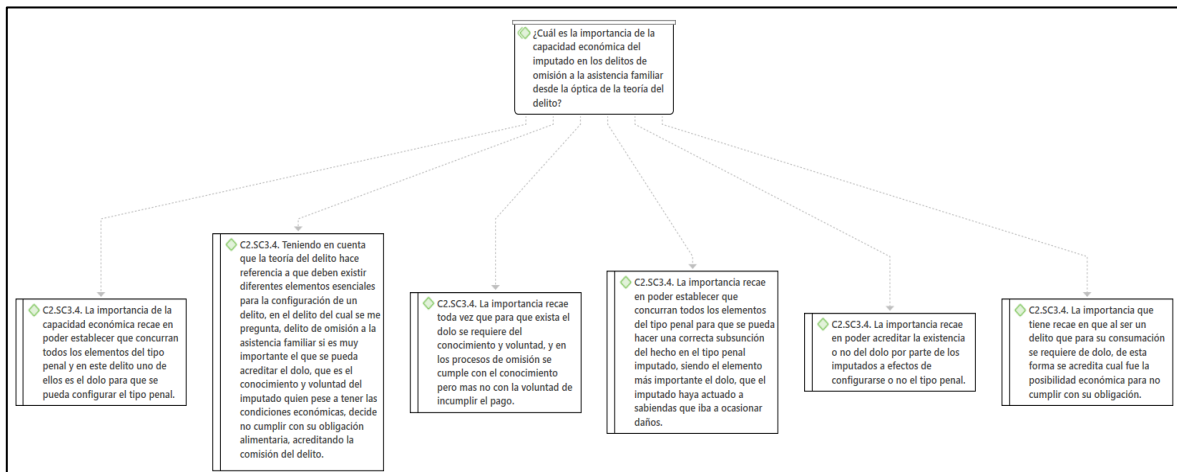 ¿Cuál es la importancia de la
capacidad económica del
imputado en los delitos de
omisión a la asistencia familiar
desde la óptica de la teoría del
delito?
C2.SC3.4. La importancia de la
capacidad económica recae en
poder establecer que concurran
todos los elementos del tipo
penal y en este delito uno de
ellos es el dolo para que se
pueda configurar el tipo penal.
C2.SC3.4. Teniendo en cuenta
que la teoría del delito hace
referencia a que deben existir
diferentes elementos esenciales
para la configuración de un
delito, en el delito del cual se me
pregunta, delito de omisión a la
asistencia familiar si es muy
importante el que se pueda
acreditar el dolo, que es el
conocimiento y voluntad del
imputado quien pese a tener las
condiciones económicas, decide
no cumplir con su obligación
alimentaria, acreditando la
comisión del delito.
C2.SC3.4. La importancia recae
toda vez que para que exista el
dolo se requiere del
conocimiento y voluntad, y en
los procesos de omisión se
cumple con el conocimiento
pero mas no con la voluntad de
incumplir el pago.
C2.SC3.4. La importancia recae
en poder establecer que
concurran todos los elementos
del tipo penal para que se pueda
hacer una correcta subsunción
del hecho en el tipo penal
imputado, siendo el elemento
más importante el dolo, que el
imputado haya actuado a
sabiendas que iba a ocasionar
daños.
C2.SC3.4. La importancia recae
en poder acreditar la existencia
o no del dolo por parte de los
imputados a efectos de
configurarse o no el tipo penal.
C2.SC3.4. La importancia que
tiene recae en que al ser un
delito que para su consumación
se requiere de dolo, de esta
forma se acredita cual fue la
posibilidad económica para no
cumplir con su obligación.